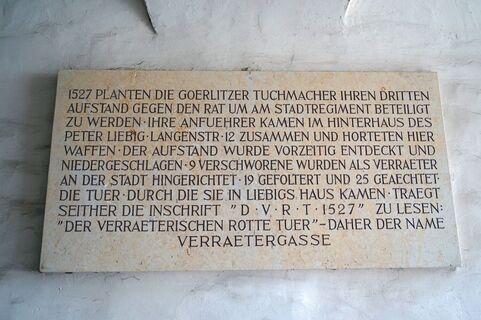 1527 PLANTEN DIE GOERLITZER TUCHMACHER IHREN DRITTEN
AUFSTAND GEGEN DEN RAT UM AM STADTREGIMENT BETEILIGT
ZU WERDEN · IHRE ANFUEHRER KAMEN IM HINTERHAUS DES
PETER LIEBIG · LANGENSTR · 12 ZUSAMMEN UND HORTETEN HIER
WAFFEN · DER AUFSTAND WURDE VORZEITIG ENTDECKT UND
NIEDERGESCHLAGEN · 9 VERSCHWORENE WURDEN ALS VERRAETER
AN DER STADT HINGERICHTET · 19 GEFOLTERT UND 25 GEAECHTET ·
DIE TUER · DURCH DIE SIE IN LIEBIGS HAUS KAMEN · TRAEGT
SEITHER DIE INSCHRIFT "D · V · R · T · 1527" ZU LESEN:
"DER VERRAETERISCHEN ROTTE TUER" – DAHER DER NAME
VERRAETERGASSE